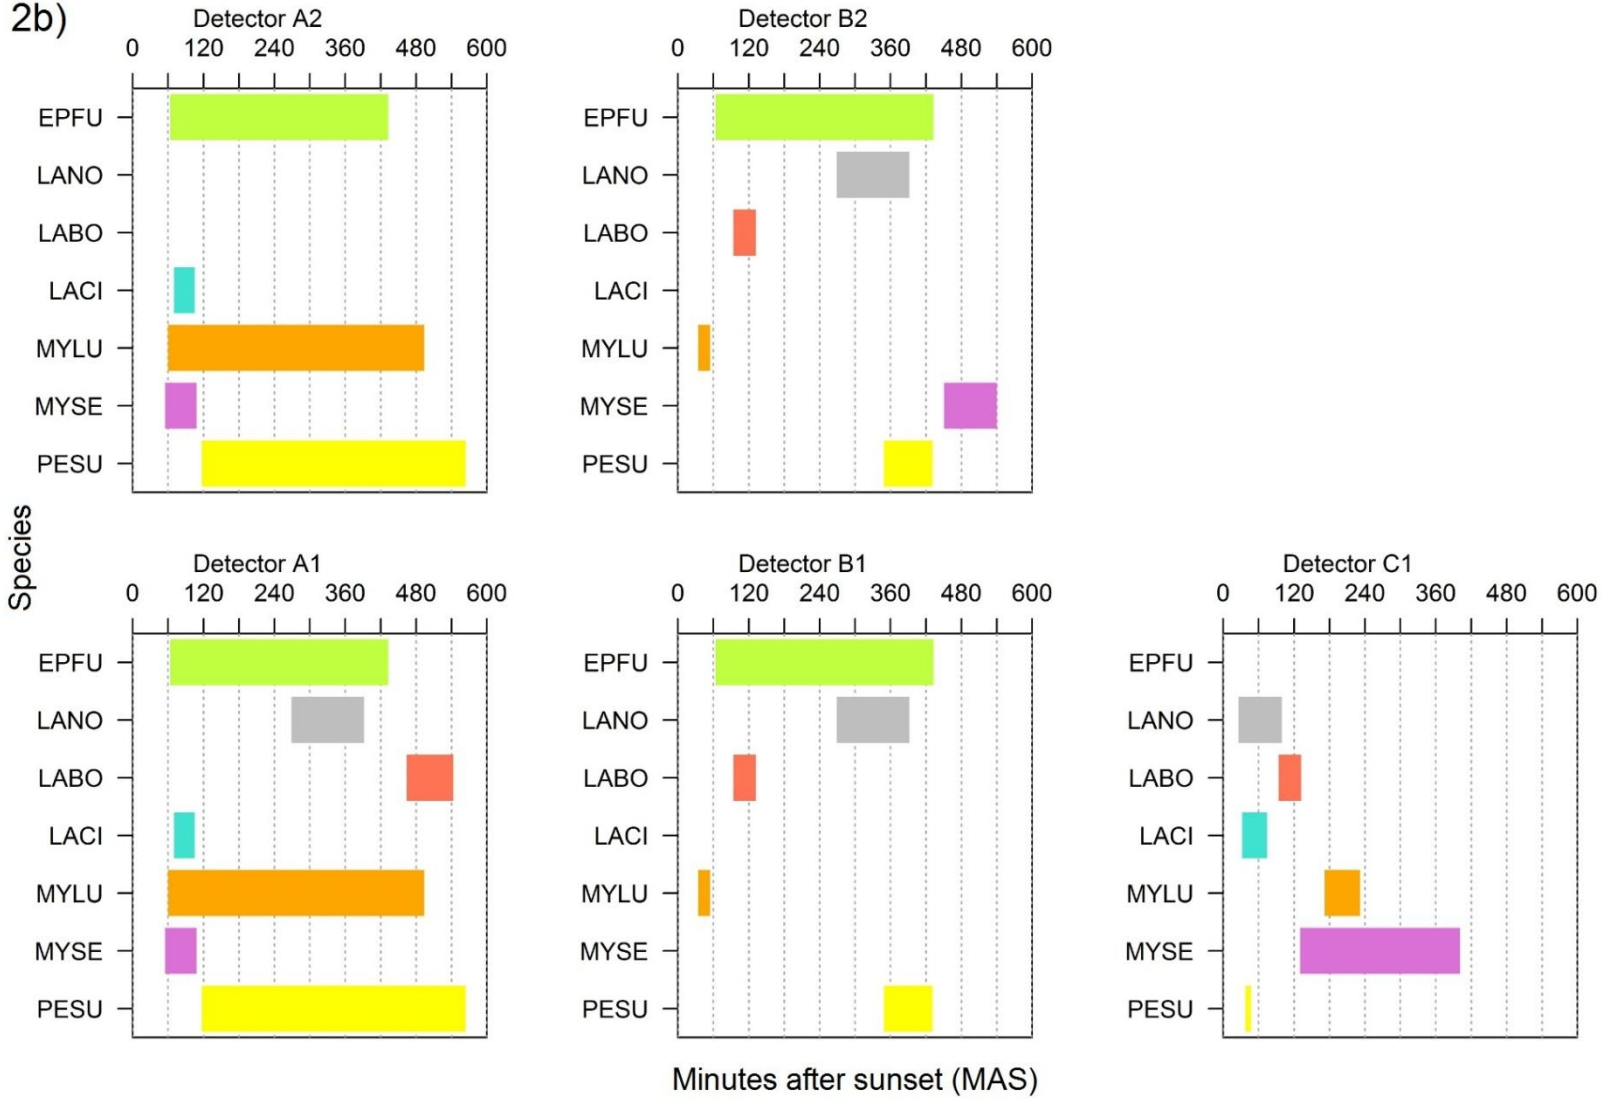 2b)
Detector A2
0 120 240 360 480 600
EPFU
LANO
LABO
LACI
MYLU
MYSE
PESU
Detector B2
0 120 240 360 480 600
EPFU
LANO
LABO
LACI
MYLU
MYSE
PESU
Species
Detector A1
0 120 240 360 480 600
EPFU
LANO
LABO
LACI
MYLU
MYSE
PESU
Detector B1
0 120 240 360 480 600
EPFU
LANO
LABO
LACI
MYLU
MYSE
PESU
Detector C1
0 120 240 360 480 600
EPFU
LANO
LABO
LACI
MYLU
MYSE
PESU
Minutes after sunset (MAS)